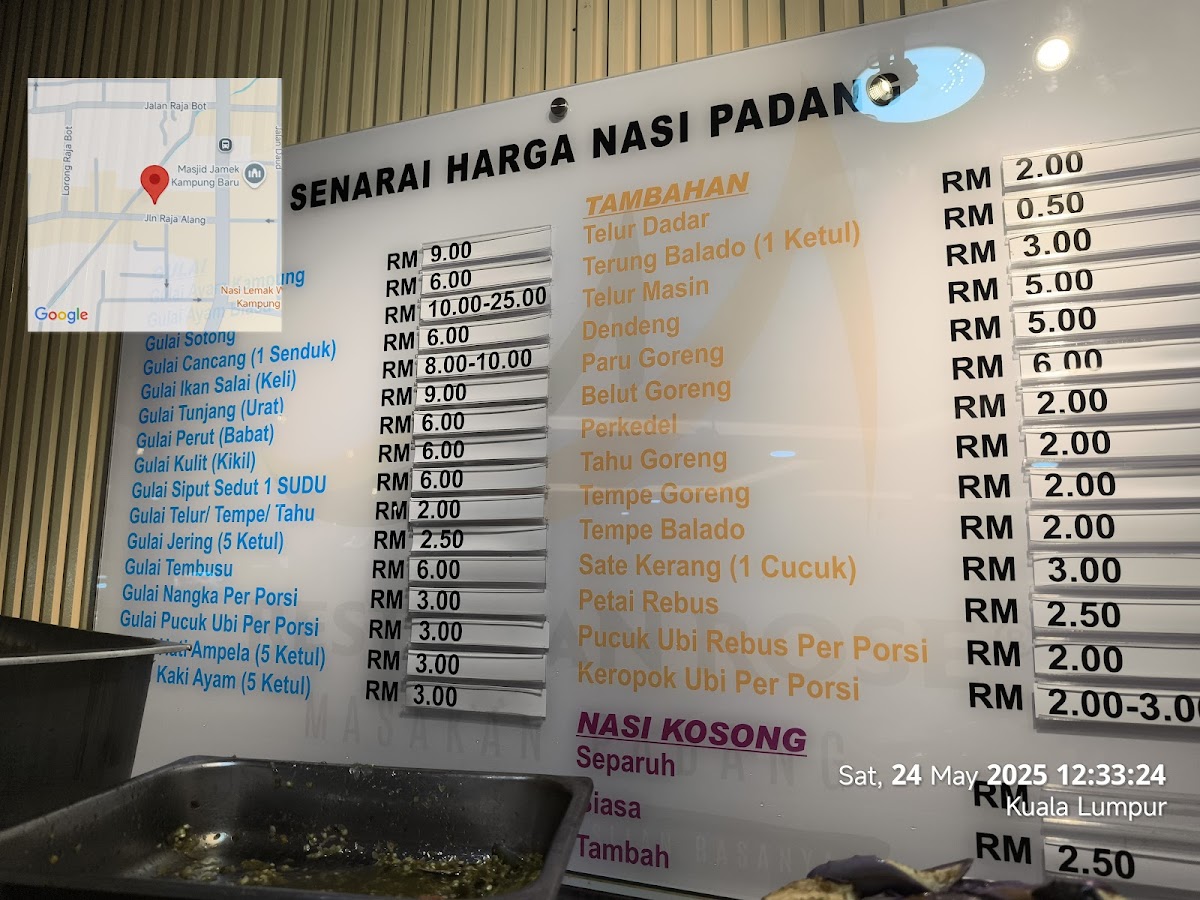 SENARAI HARGA NASI PADANG
Gulai Sotong
Gulai Cancang (1 Senduk)
Gulai Ikan Salai (Keli)
Gulai Tunjang (Urat)
Gulai Perut (Babat)
Gulai Kulit (Kikil)
Gulai Siput Sedut 1 SUDU
Gulai Telur/ Tempe/ Tahu
Gulai Jering (5 Ketul)
Gulai Tembusu
Gulai Nangka Per Porsi
Gulai Pucuk Ubi Per Porsi
Ampela (5 Ketul)
Kaki Ayam (5 Ketul)
RM 9.00
RM 6.00
RM 10.00-25.00
RM 6.00
RM 8.00-10.00
RM 9.00
RM 6.00
RM 6.00
RM 6.00
RM 2.00
RM 2.50
RM 6.00
RM 3.00
RM 3.00
RM 3.00
RM 3.00
TAMBAHAN
Telur Dadar
Terung Balado (1 Ketul)
Telur Masin
Dendeng
Paru Goreng
Belut Goreng
Perkedel
Tahu Goreng
Tempe Goreng
Tempe Balado
Sate Kerang (1 Cucuk)
Petai Rebus
Pucuk Ubi Rebus Per Porsi
Keropok Ubi Per Porsi
RM 2.00
RM 0.50
RM 3.00
RM 5.00
RM 5.00
RM 6.00
RM 2.00
RM 2.00
RM 2.00
RM 2.00
RM 3.00
RM 2.50
RM 2.00
RM 2.00-3.00
NASI KOSONG
Separuh
Biasa
Tambah
RM
RM 2.50
MASAKAN PADANG
Jalan Raja Bot
Lorong Raja Bot
Masjid Jamek
Kampung Baru
Jln Raja Alang
Nasi Lemak
Kampung
Google
Sat, 24 May 2025 12:33:24
Kuala Lumpur